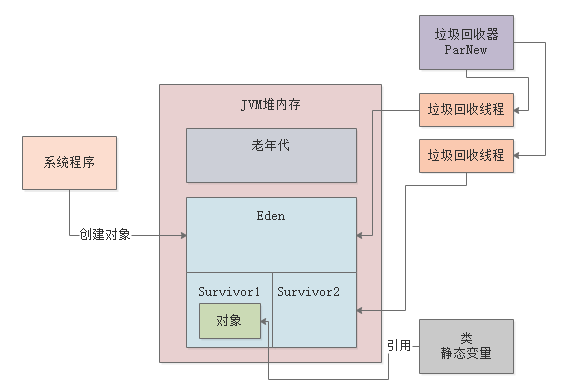 垃圾回收器
ParNew
JVM堆内存
垃圾回收线程
老年代
垃圾回收线程
系统程序
Eden
创建对象
Survivor1
Survivor2
对象
引用
类
静态变量